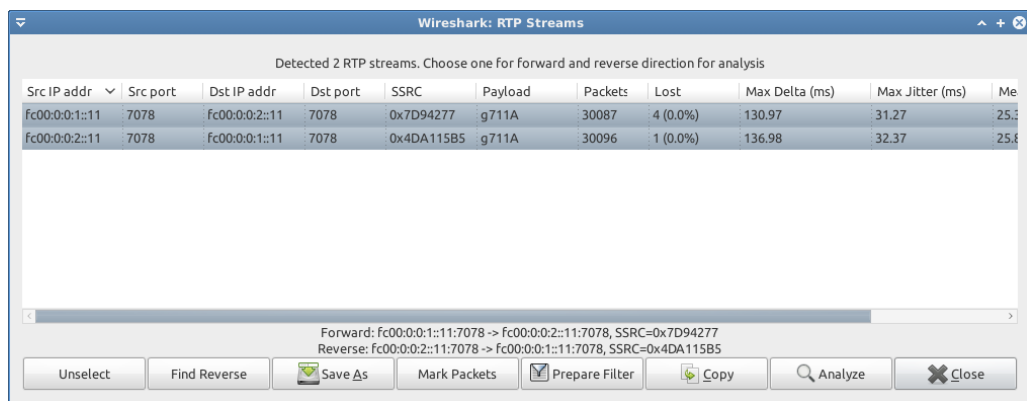 Wireshark: RTP Streams
Detected 2 RTP streams. Choose one for forward and reverse direction for analysis
Src IP addr Src port Dst IP addr Dst port SSRC Payload Packets Lost Max Delta (ms) Max Jitter (ms) Me
fc00:0:0:1::11 7078 fc00:0:0:2::11 7078 0x7D94277 g711A 30087 4 (0.0%) 130.97 31.27 25.3
fc00:0:0:2::11 7078 fc00:0:0:1::11 7078 0x4DA115B5 g711A 30096 1 (0.0%) 136.98 32.37 25.8
Forward: fc00:0:0:1::11:7078 -> fc00:0:0:2::11:7078, SSRC=0x7D94277
Reverse: fc00:0:0:2::11:7078 -> fc00:0:0:1::11:7078, SSRC=0x4DA115B5
Unselect Find Reverse Save As Mark Packets Prepare Filter Copy Analyze Close